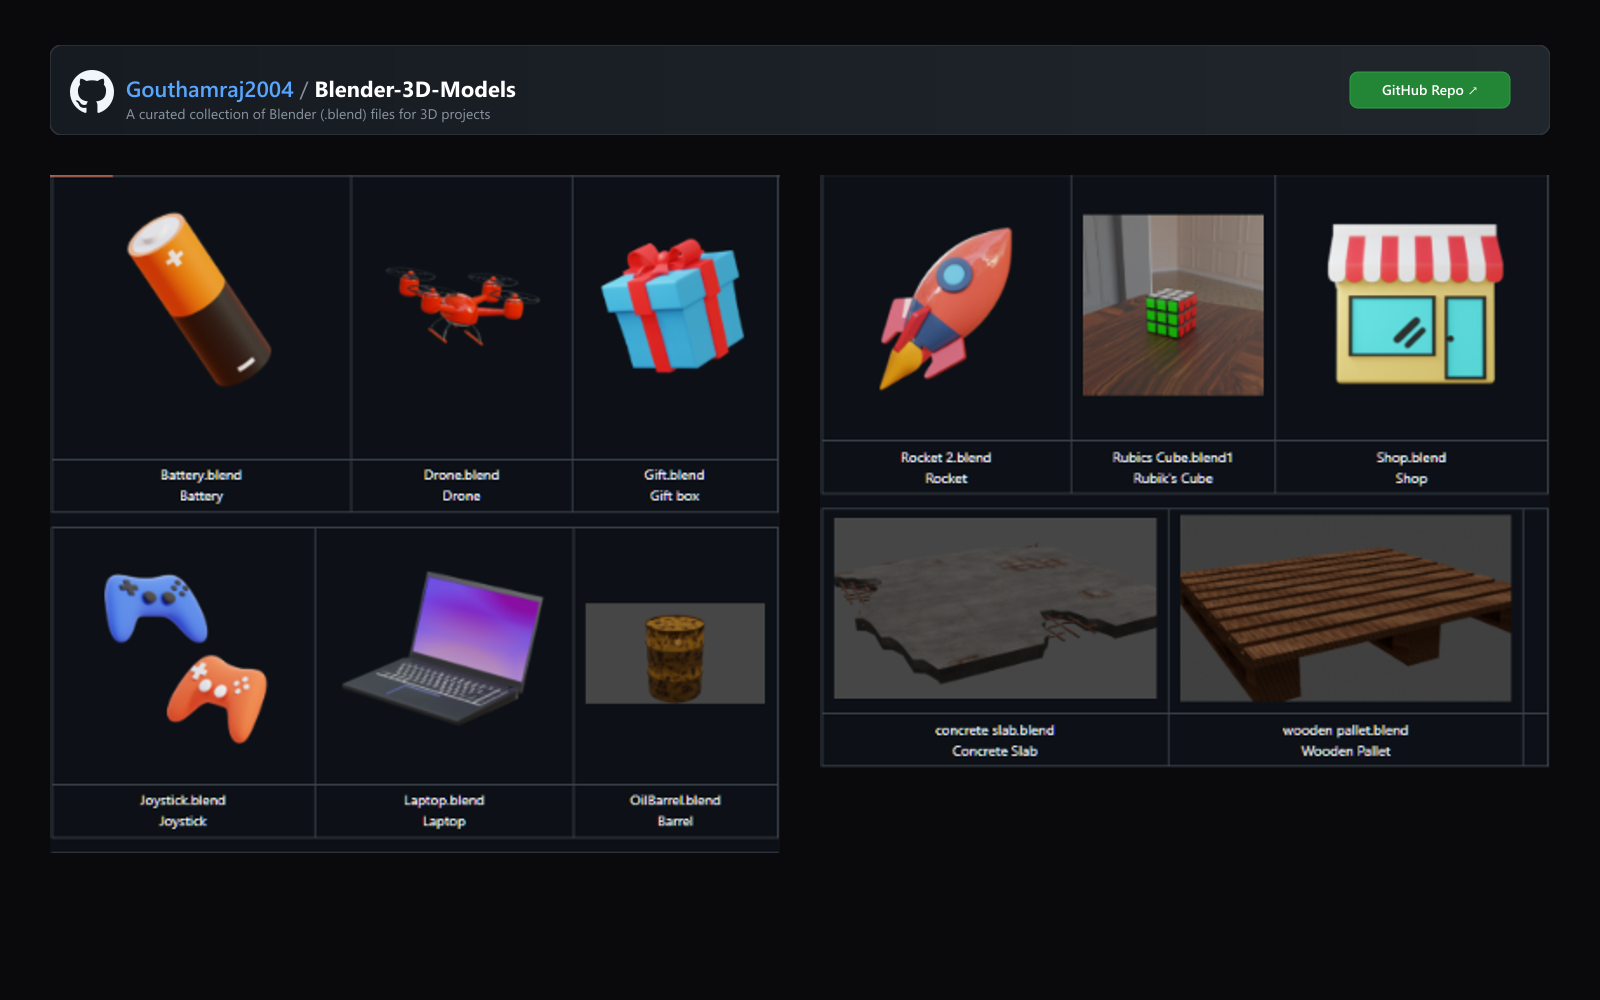 Gouthamraj2004 / Blender-3D-Models
A curated collection of Blender (.blend) files for 3D projects
GitHub Repo ↗
Battery.blend
Battery
Drone.blend
Drone
Gift.blend
Gift box
Joystick.blend
Joystick
Laptop.blend
Laptop
OilBarrel.blend
Barrel
Rocket 2.blend
Rocket
Rubics Cube.blend1
Rubik's Cube
Shop.blend
Shop
concrete slab.blend
Concrete Slab
wooden pallet.blend
Wooden Pallet